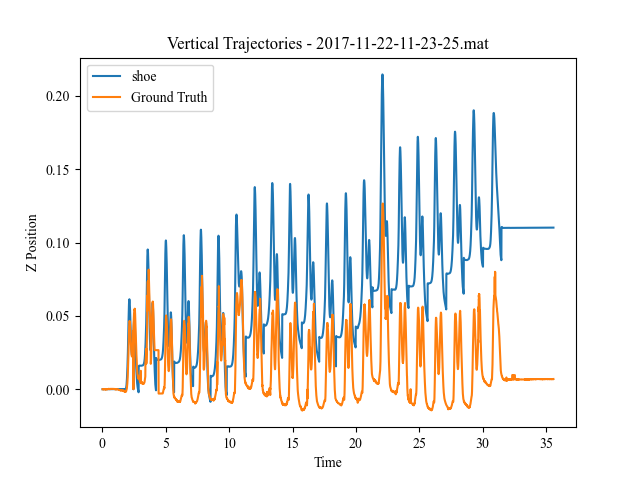 Vertical Trajectories - 2017-11-22-11-23-25.mat
shoe
Ground Truth
Z Position
0.20
0.15
0.10
0.05
0.00
0 5 10 15 20 25 30 35
Time